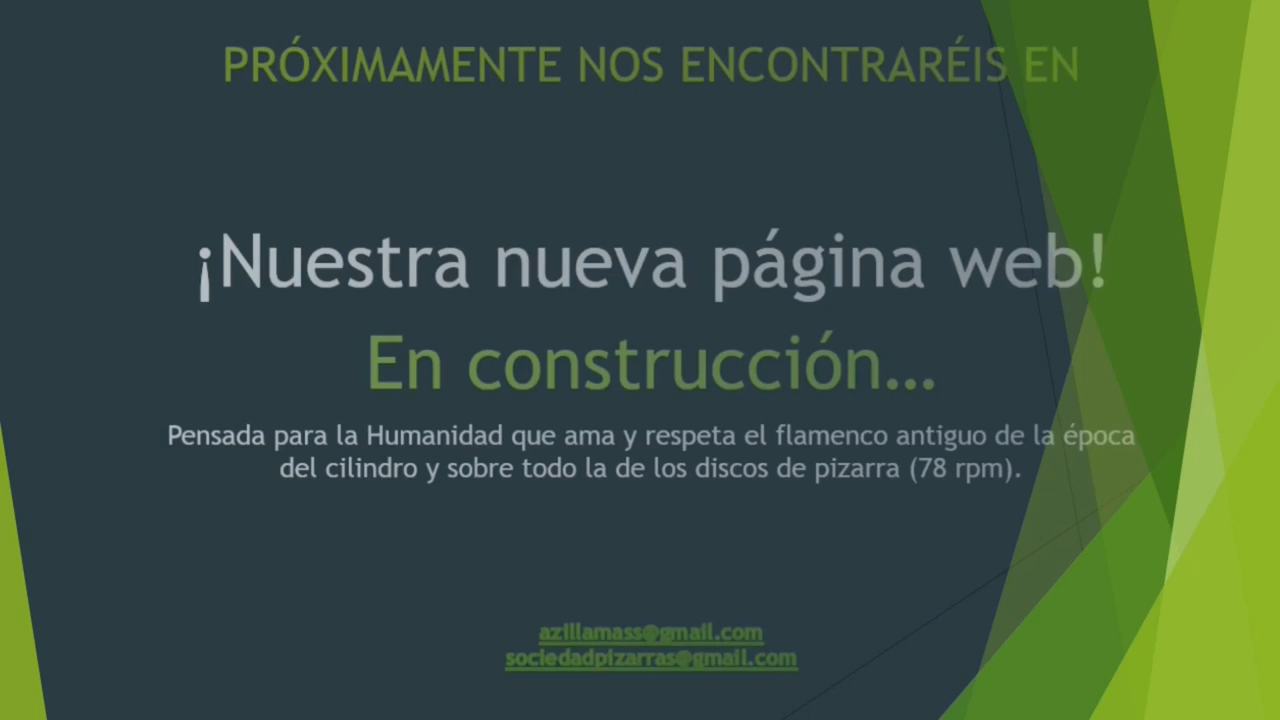 PRÓXIMAMENTE NOS ENCONTRARÉIS EN
¡Nuestra nueva página web!
En construcción…
Pensada para la Humanidad que ama y respeta el flamenco antiguo de la época
del cilindro y sobre todo la de los discos de pizarra (78 rpm).
azillamass@gmail.com
sociedadpizarras@gmail.com